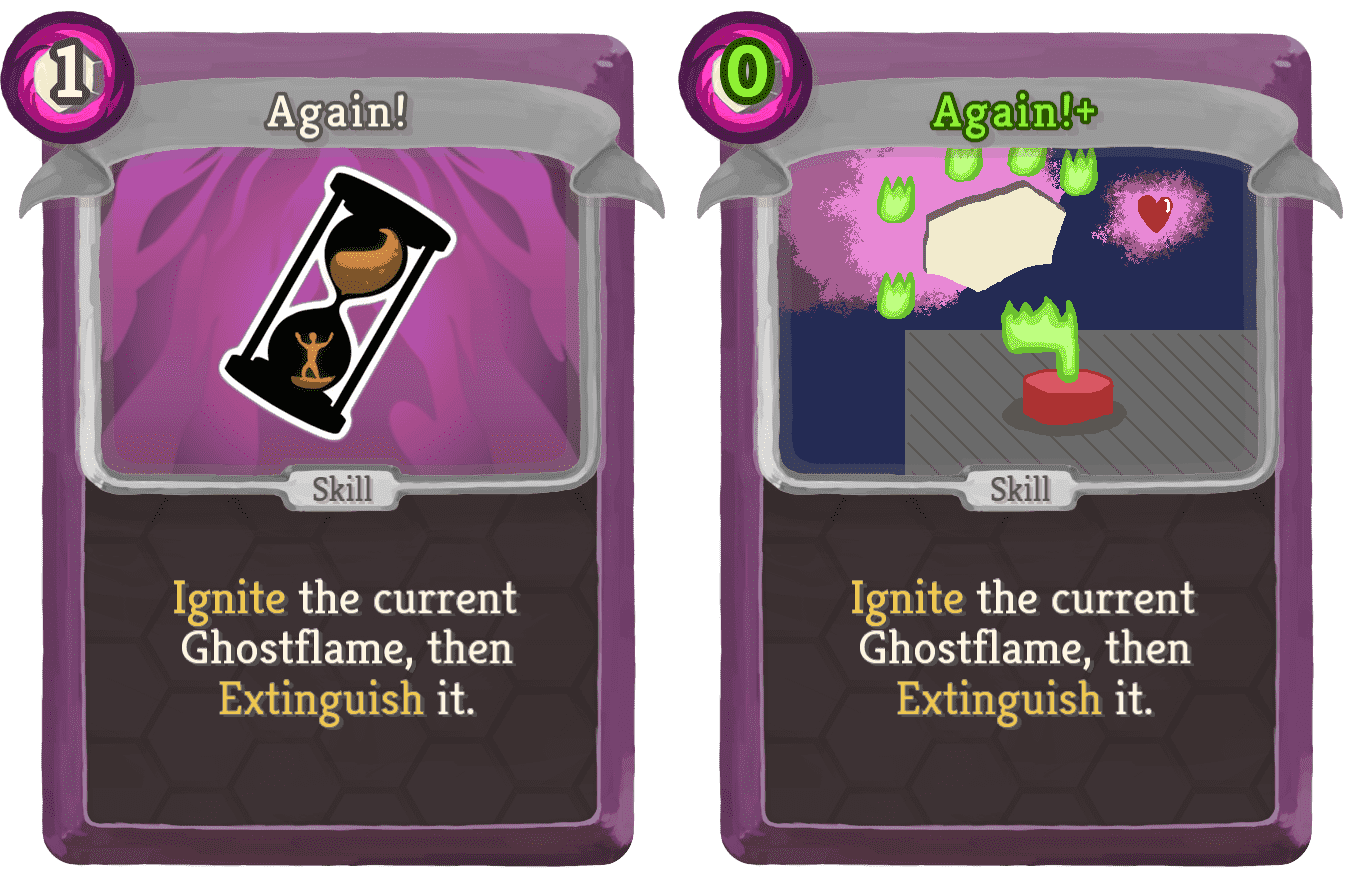 1
Again!
Skill
Ignite the current
Ghostflame, then
Extinguish it.
0
Again!+
Skill
Ignite the current
Ghostflame, then
Extinguish it.